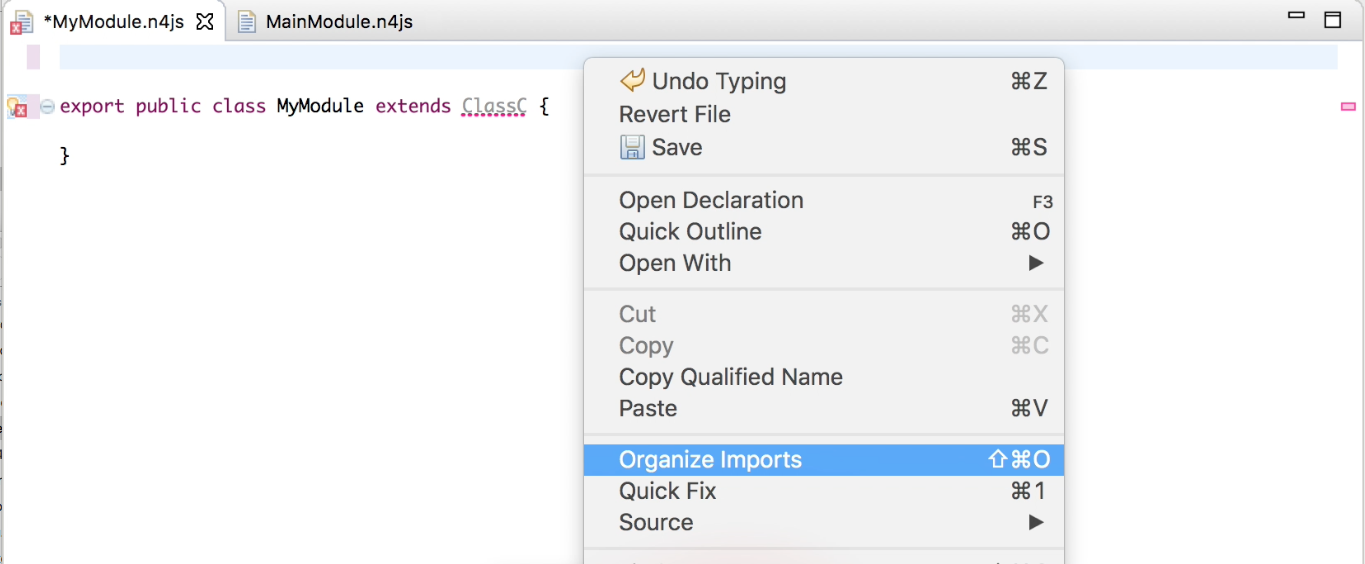 *MyModule.n4js MainModule.n4js
export public class MyModule extends ClassC {
}
Undo Typing ⌘Z
Revert File
Save ⌘S
Open Declaration F3
Quick Outline ⌘O
Open With ▶
Cut ⌘X
Copy ⌘C
Copy Qualified Name
Paste ⌘V
Organize Imports ⇧⌘O
Quick Fix ⌘1
Source ▶